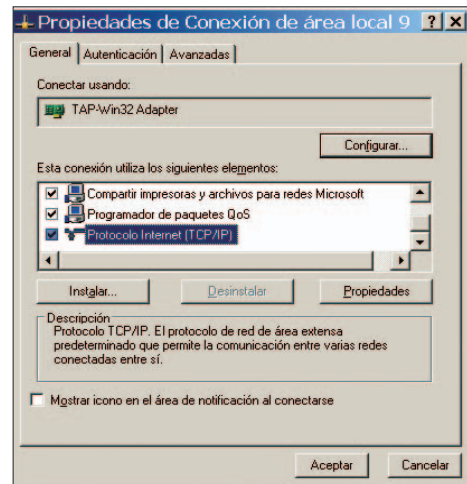 Propiedades de Conexión de área local 9
General Autenticación Avanzadas
Conectar usando:
TAP-Win32 Adapter
Configurar...
Esta conexión utiliza los siguientes elementos:
Compartir impresoras y archivos para redes Microsoft
Programador de paquetes QoS
Protocolo Internet (TCP/IP)
Instalar... Desinstalar Propiedades
Descripción
Protocolo TCP/IP. El protocolo de red de área extensa
predeterminado que permite la comunicación entre varias redes
conectadas entre sí.
Mostrar icono en el área de notificación al conectarse
Aceptar Cancelar